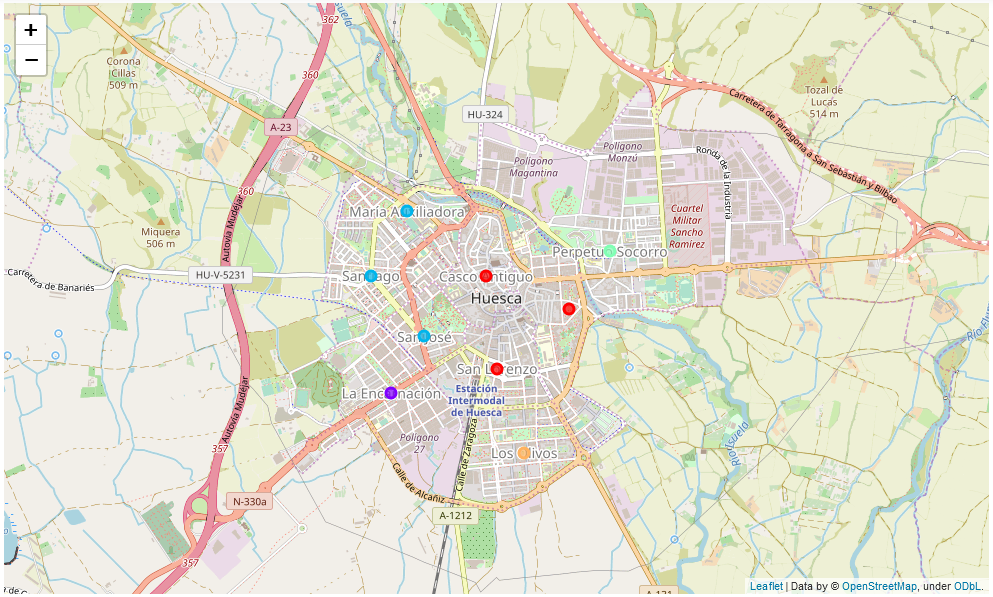 +
−
Isuela
362
Corona
Cillas
509 m
360
Tozal de
Lucas
514 m
Carretera de Tarragona a San Sebastián y Bilbao
HU-324
A-23
Polígono
Magantina
Polígono
Monzú
Ronda de la Industria
360
Autovía Mudéjar
María Auxiliadora
Cuartel
Militar
Sancho
Ramírez
Miquera
506 m
Perpetuo Socorro
HU-V-5231
Carretera de Banariés
Santiago
Casco Antiguo
Huesca
Río Flu
San José
San Lorenzo
Autovía Mudéjar
La Encarnación
Estación
Intermodal
de Huesca
Polígono
27
Calle de Zaragoza
Río Isuela
357
Los Olivos
Calle de Alcañiz
N-330a
A-1212
357
A-131
Leaflet | Data by © OpenStreetMap, under ODbL.